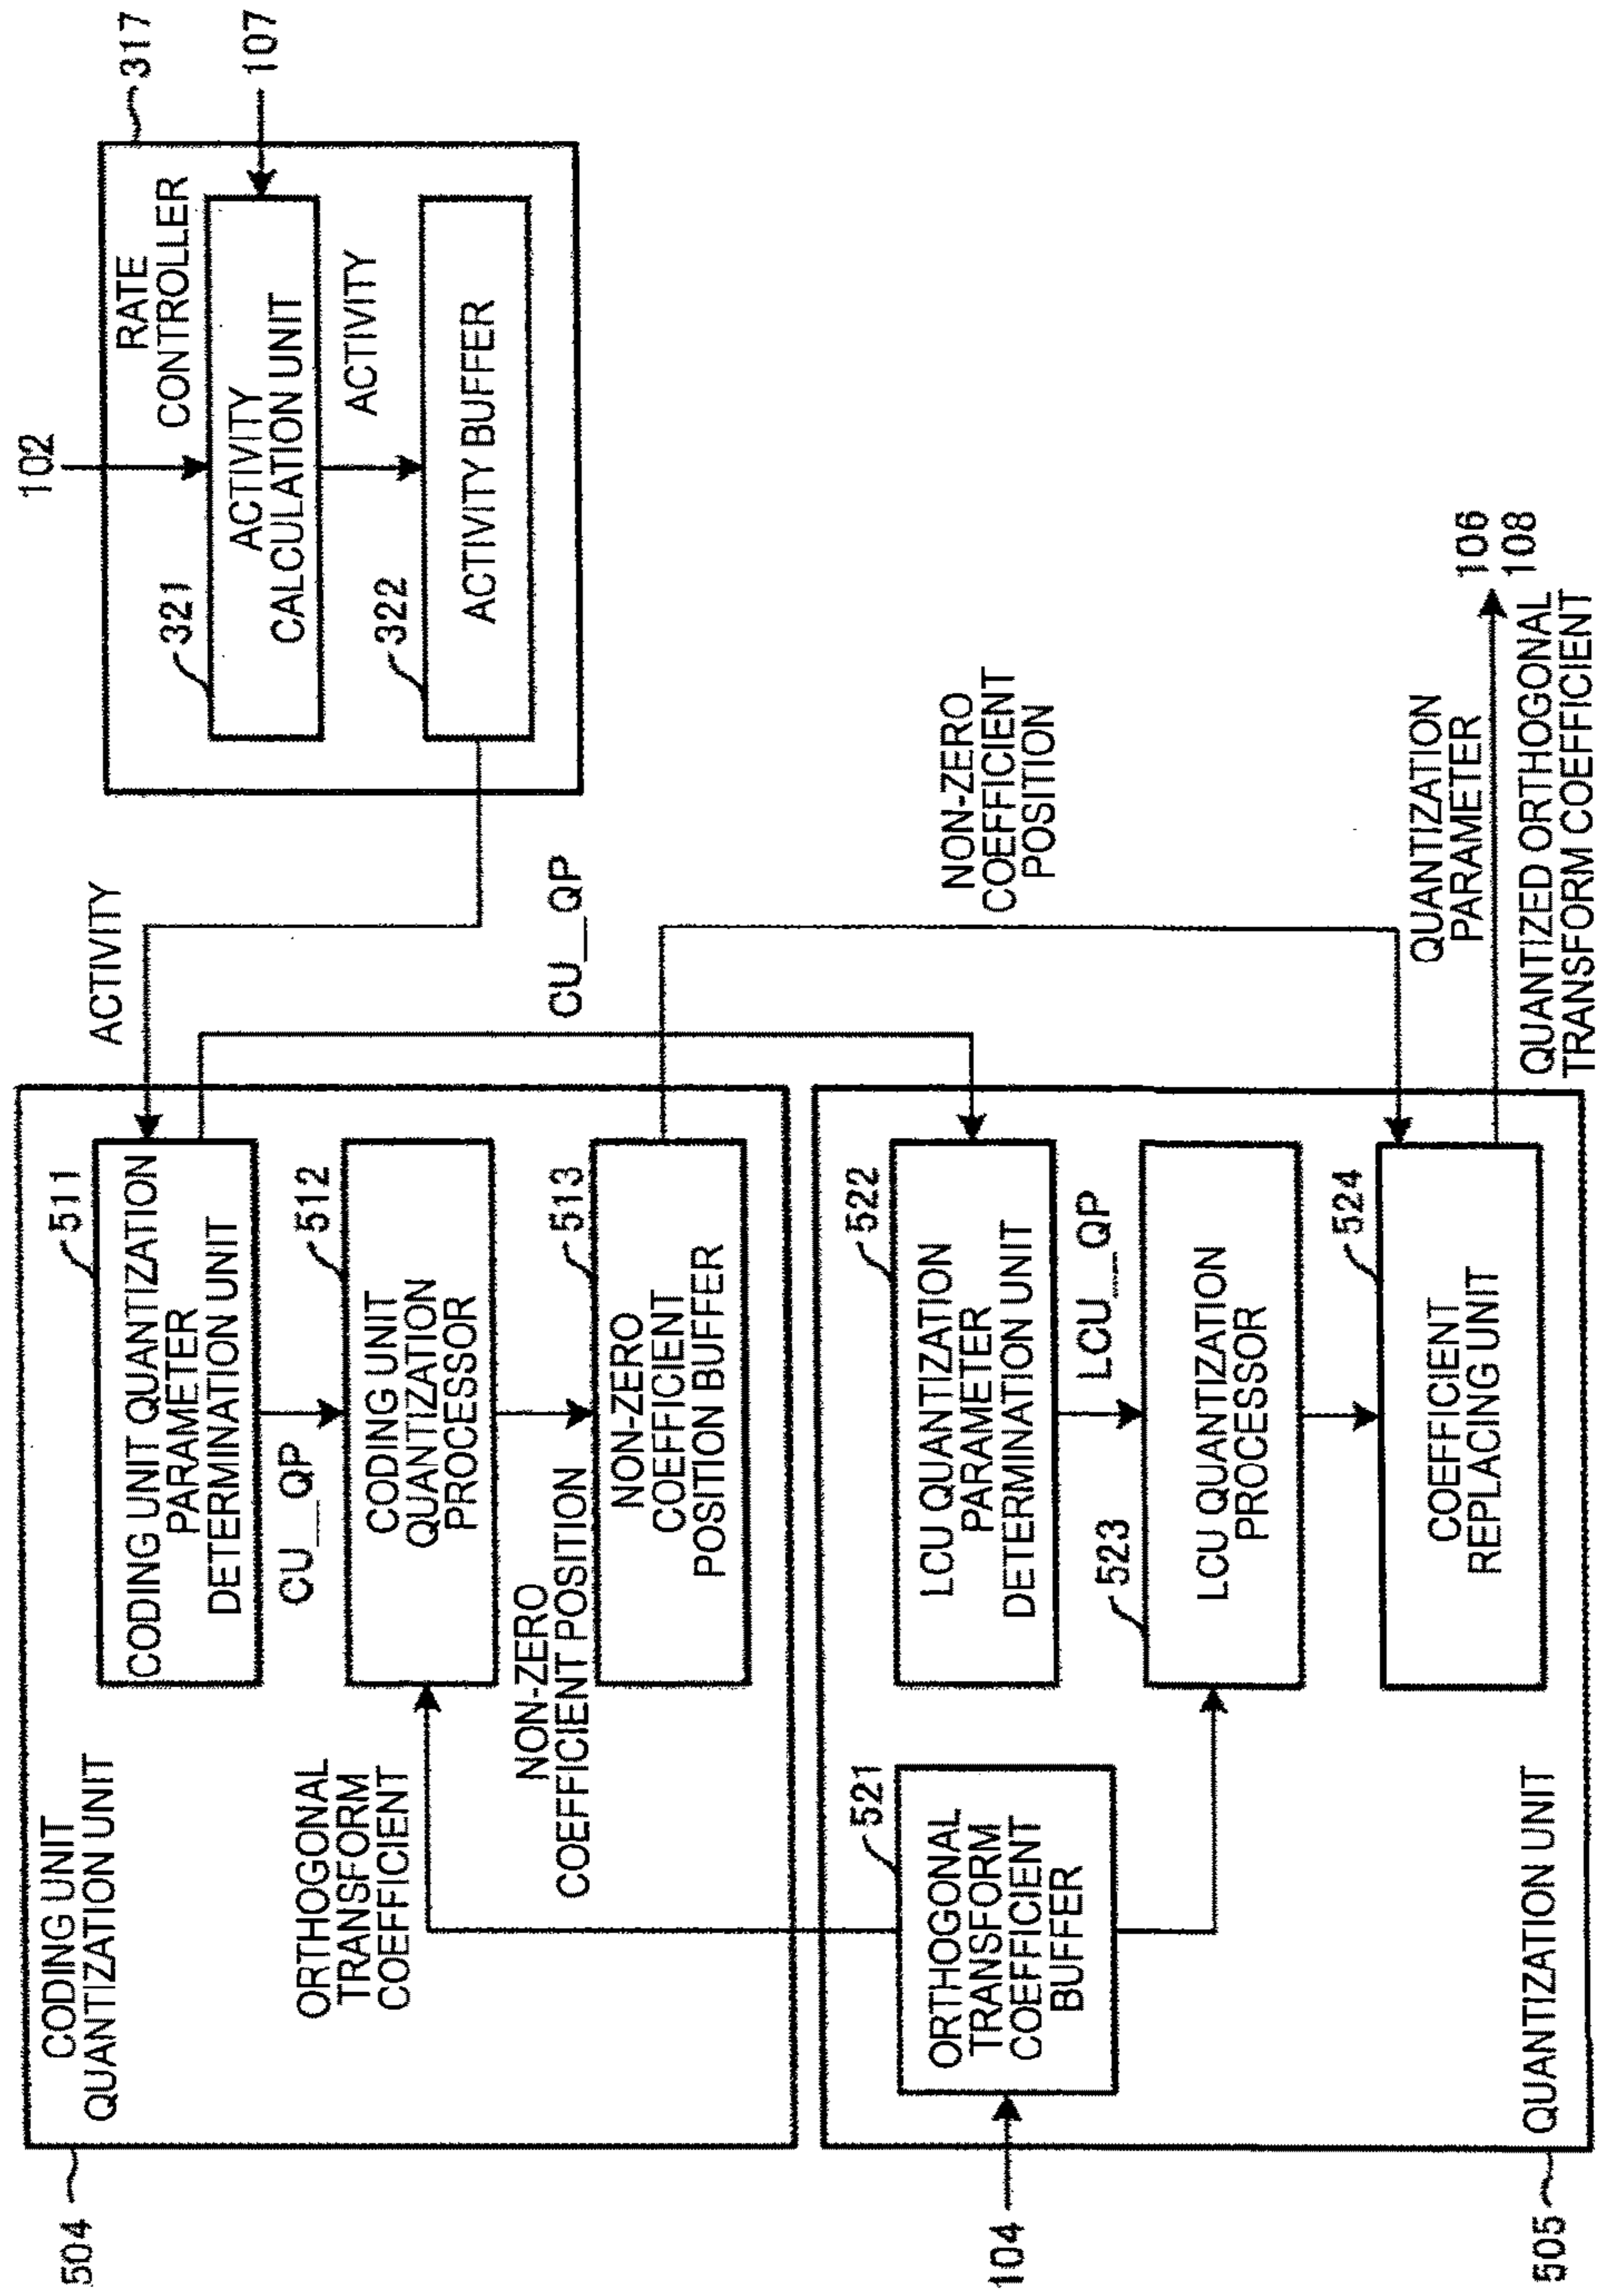 504
CODING UNIT
QUANTIZATION UNIT
511
CODING UNIT QUANTIZATION
PARAMETER
DETERMINATION UNIT
CU_QP
ORTHOGONAL
TRANSFORM
COEFFICIENT
512
CODING UNIT
QUANTIZATION
PROCESSOR
NON-ZERO
COEFFICIENT POSITION
513
NON-ZERO
COEFFICIENT
POSITION BUFFER
ACTIVITY
CU_QP
102
317
RATE
CONTROLLER
107
321
ACTIVITY
CALCULATION UNIT
ACTIVITY
322
ACTIVITY BUFFER
104
521
ORTHOGONAL
TRANSFORM
COEFFICIENT
BUFFER
522
LCU QUANTIZATION
PARAMETER
DETERMINATION UNIT
LCU_QP
523
LCU QUANTIZATION
PROCESSOR
524
COEFFICIENT
REPLACING UNIT
NON-ZERO
COEFFICIENT
POSITION
QUANTIZATION
PARAMETER
106
108
QUANTIZED ORTHOGONAL
TRANSFORM COEFFICIENT
505
QUANTIZATION UNIT